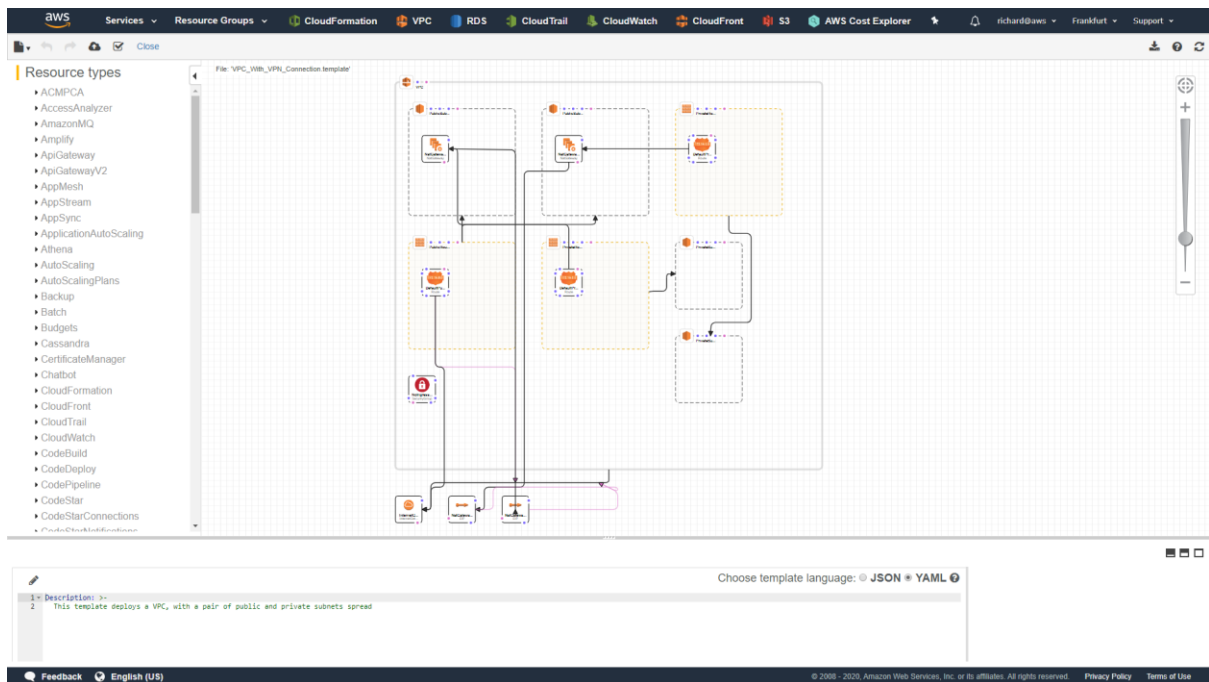 aws Services Resource Groups CloudFormation VPC RDS CloudTrail CloudWatch CloudFront S3 AWS Cost Explorer richard@aws Frankfurt Support
Close
Resource types
File: 'VPC_With_VPN_Connection.template'
ACMPCA
AccessAnalyzer
AmazonMQ
Amplify
ApiGateway
ApiGatewayV2
AppMesh
AppStream
AppSync
ApplicationAutoScaling
Athena
AutoScaling
AutoScalingPlans
Backup
Batch
Budgets
Cassandra
CertificateManager
Chatbot
CloudFormation
CloudFront
CloudTrail
CloudWatch
CodeBuild
CodeDeploy
CodePipeline
CodeStar
CodeStarConnections
CodeStarNotifications
VPC
Choose template language: JSON YAML
1 Description: >-
2 This template deploys a VPC, with a pair of public and private subnets spread
Feedback English (US) © 2008 - 2020, Amazon Web Services, Inc. or its affiliates. All rights reserved. Privacy Policy Terms of Use